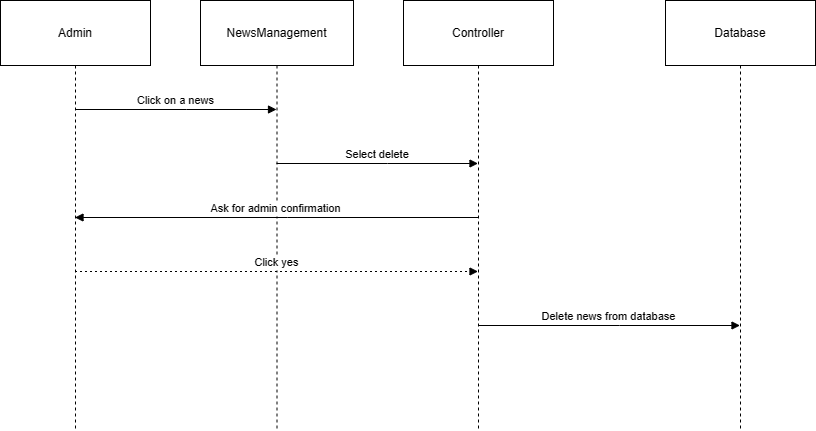 Admin
NewsManagement
Controller
Database
Click on a news
Select delete
Ask for admin confirmation
Click yes
Delete news from database